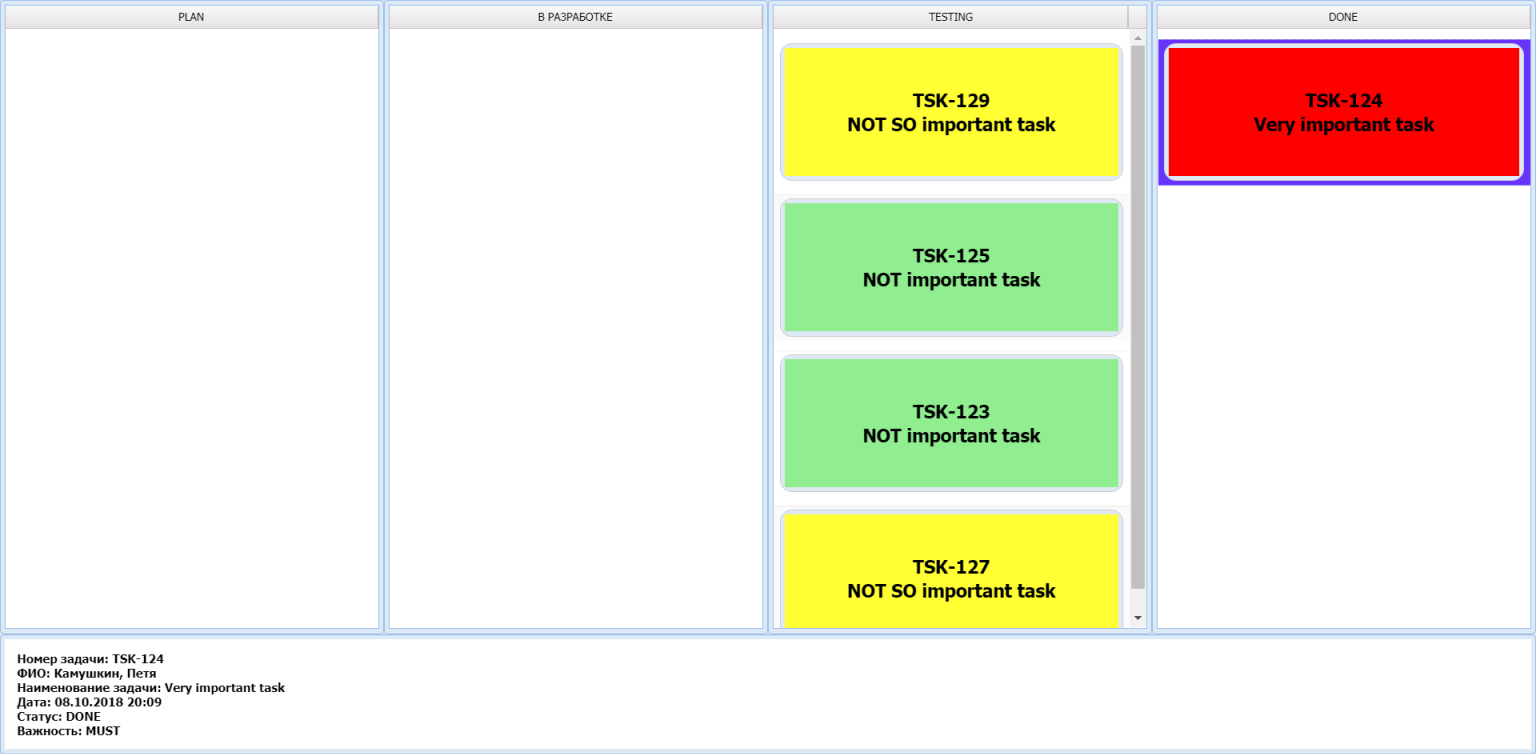 PLAN
В РАЗРАБОТКЕ
TESTING
DONE
TSK-129
NOT SO important task
TSK-125
NOT important task
TSK-123
NOT important task
TSK-127
NOT SO important task
TSK-124
Very important task
Номер задачи: TSK-124
ФИО: Камушкин, Петя
Наименование задачи: Very important task
Дата: 08.10.2018 20:09
Статус: DONE
Важность: MUST